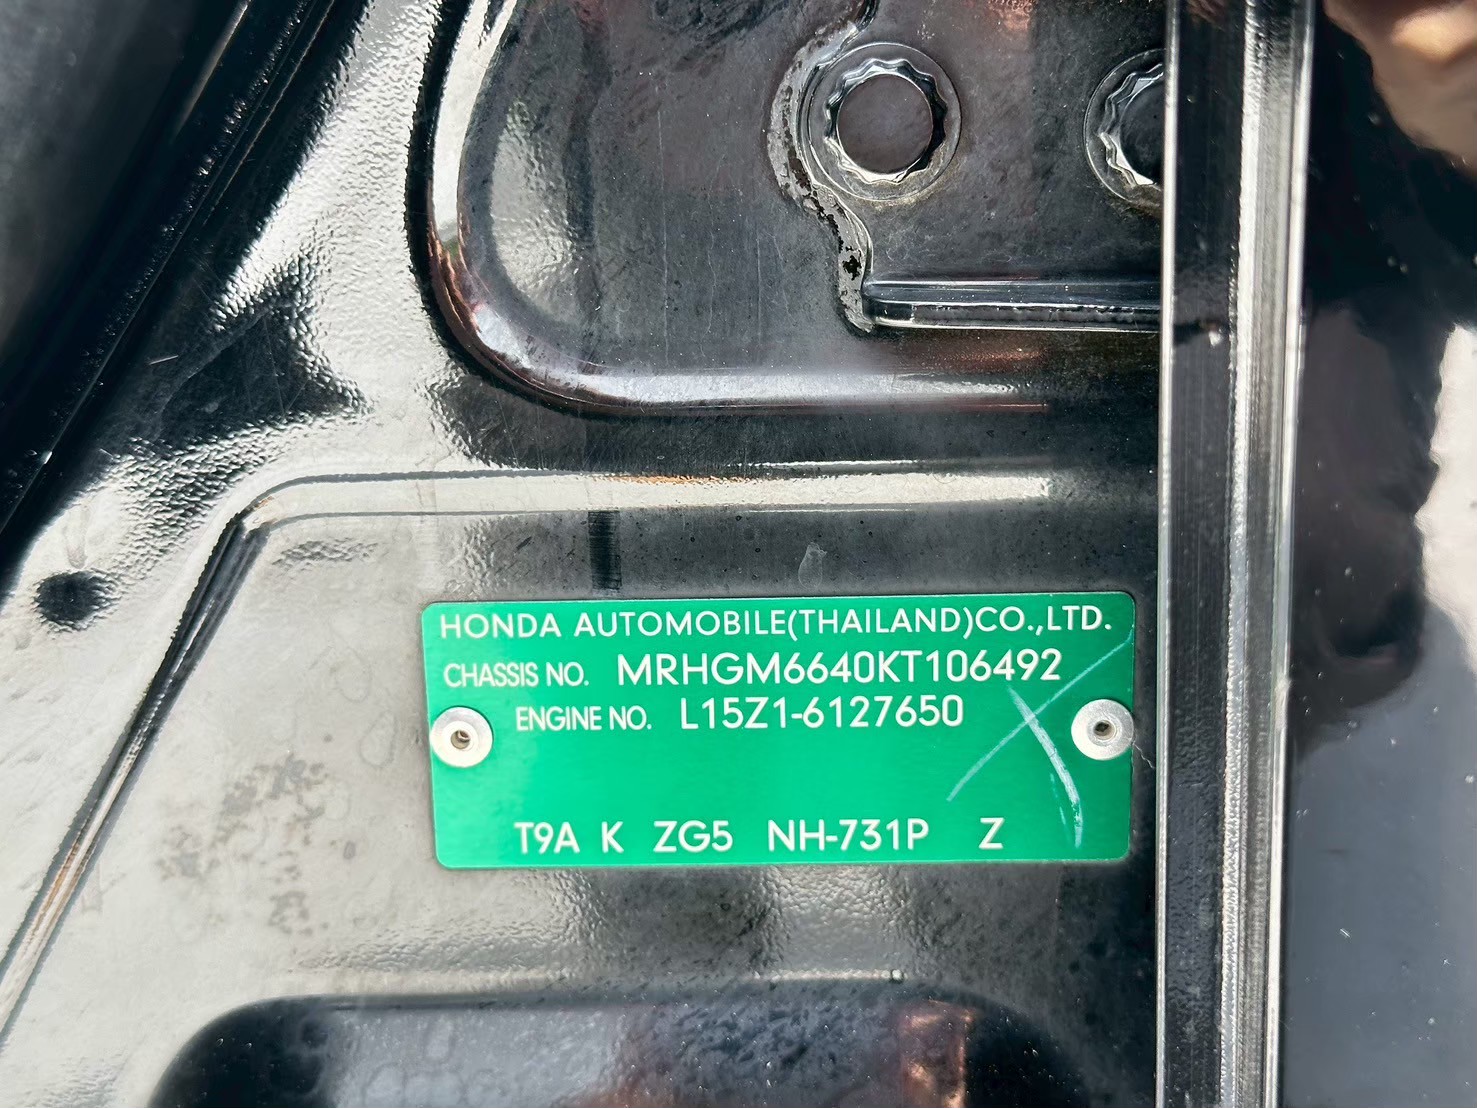 HONDA AUTOMOBILE(THAILAND)CO.,LTD.
CHASSIS NO. MRHGM6640KT106492
ENGINE NO. L15Z1-6127650
T9A K ZG5 NH-731P Z